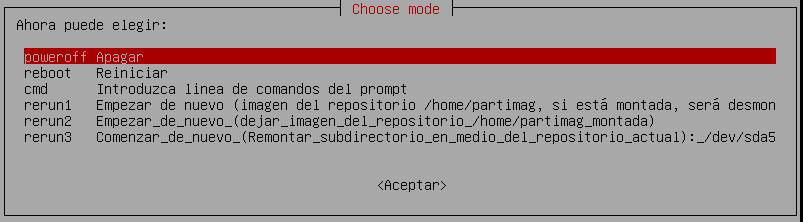 Choose mode
Ahora puede elegir:
poweroff Apagar
reboot Reiniciar
cmd Introduzca linea de comandos del prompt
rerun1 Empezar de nuevo (imagen del repositorio /home/partimag, si está montada, será desmon
rerun2 Empezar_de_nuevo_(dejar_imagen_del_repositorio_/home/partimag_montada)
rerun3 Comenzar_de_nuevo_(Remontar_subdirectorio_en_medio_del_repositorio_actual):_/dev/sda5
<Aceptar>